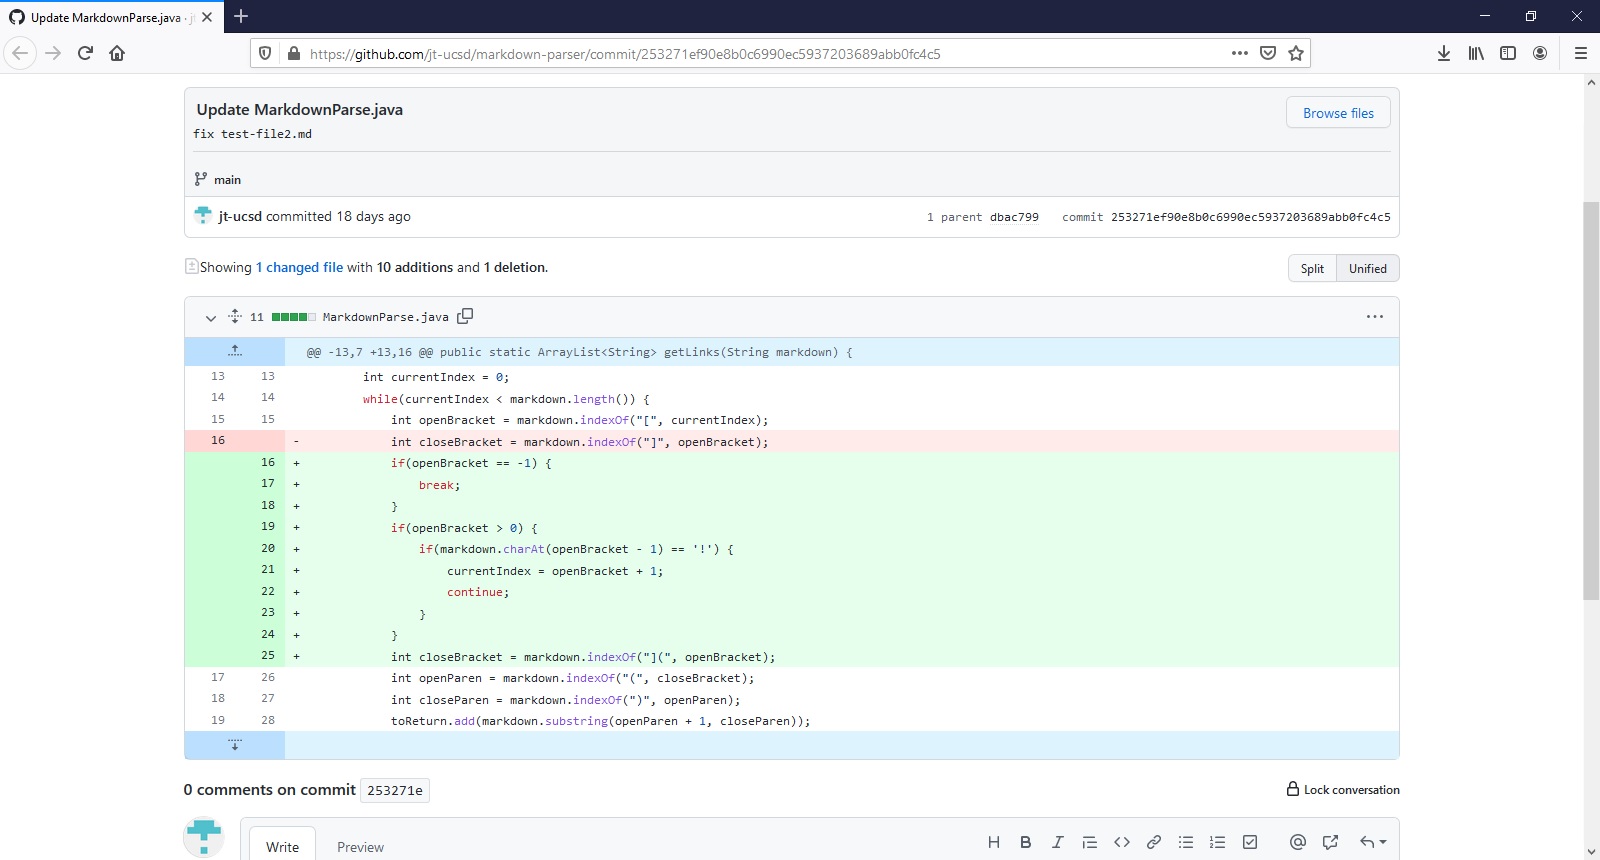 Update MarkdownParse.java · jt
https://github.com/jt-ucsd/markdown-parser/commit/253271ef90e8b0c6990ec5937203689abb0fc4c5
Update MarkdownParse.java
Browse files
fix test-file2.md
main
jt-ucsd committed 18 days ago
1 parent dbac799 commit 253271ef90e8b0c6990ec5937203689abb0fc4c5
Showing 1 changed file with 10 additions and 1 deletion.
Split Unified
11 MarkdownParse.java
@@ -13,7 +13,16 @@ public static ArrayList<String> getLinks(String markdown) {
13 13 int currentIndex = 0;
14 14 while(currentIndex < markdown.length()) {
15 15 int openBracket = markdown.indexOf("[", currentIndex);
16 - int closeBracket = markdown.indexOf("]", openBracket);
16 + if(openBracket == -1) {
17 + break;
18 + }
19 + if(openBracket > 0) {
20 + if(markdown.charAt(openBracket - 1) == '!') {
21 + currentIndex = openBracket + 1;
22 + continue;
23 + }
24 + }
25 + int closeBracket = markdown.indexOf("](", openBracket);
17 26 int openParen = markdown.indexOf("(", closeBracket);
18 27 int closeParen = markdown.indexOf(")", openParen);
19 28 toReturn.add(markdown.substring(openParen + 1, closeParen));
0 comments on commit 253271e
Lock conversation
Write Preview